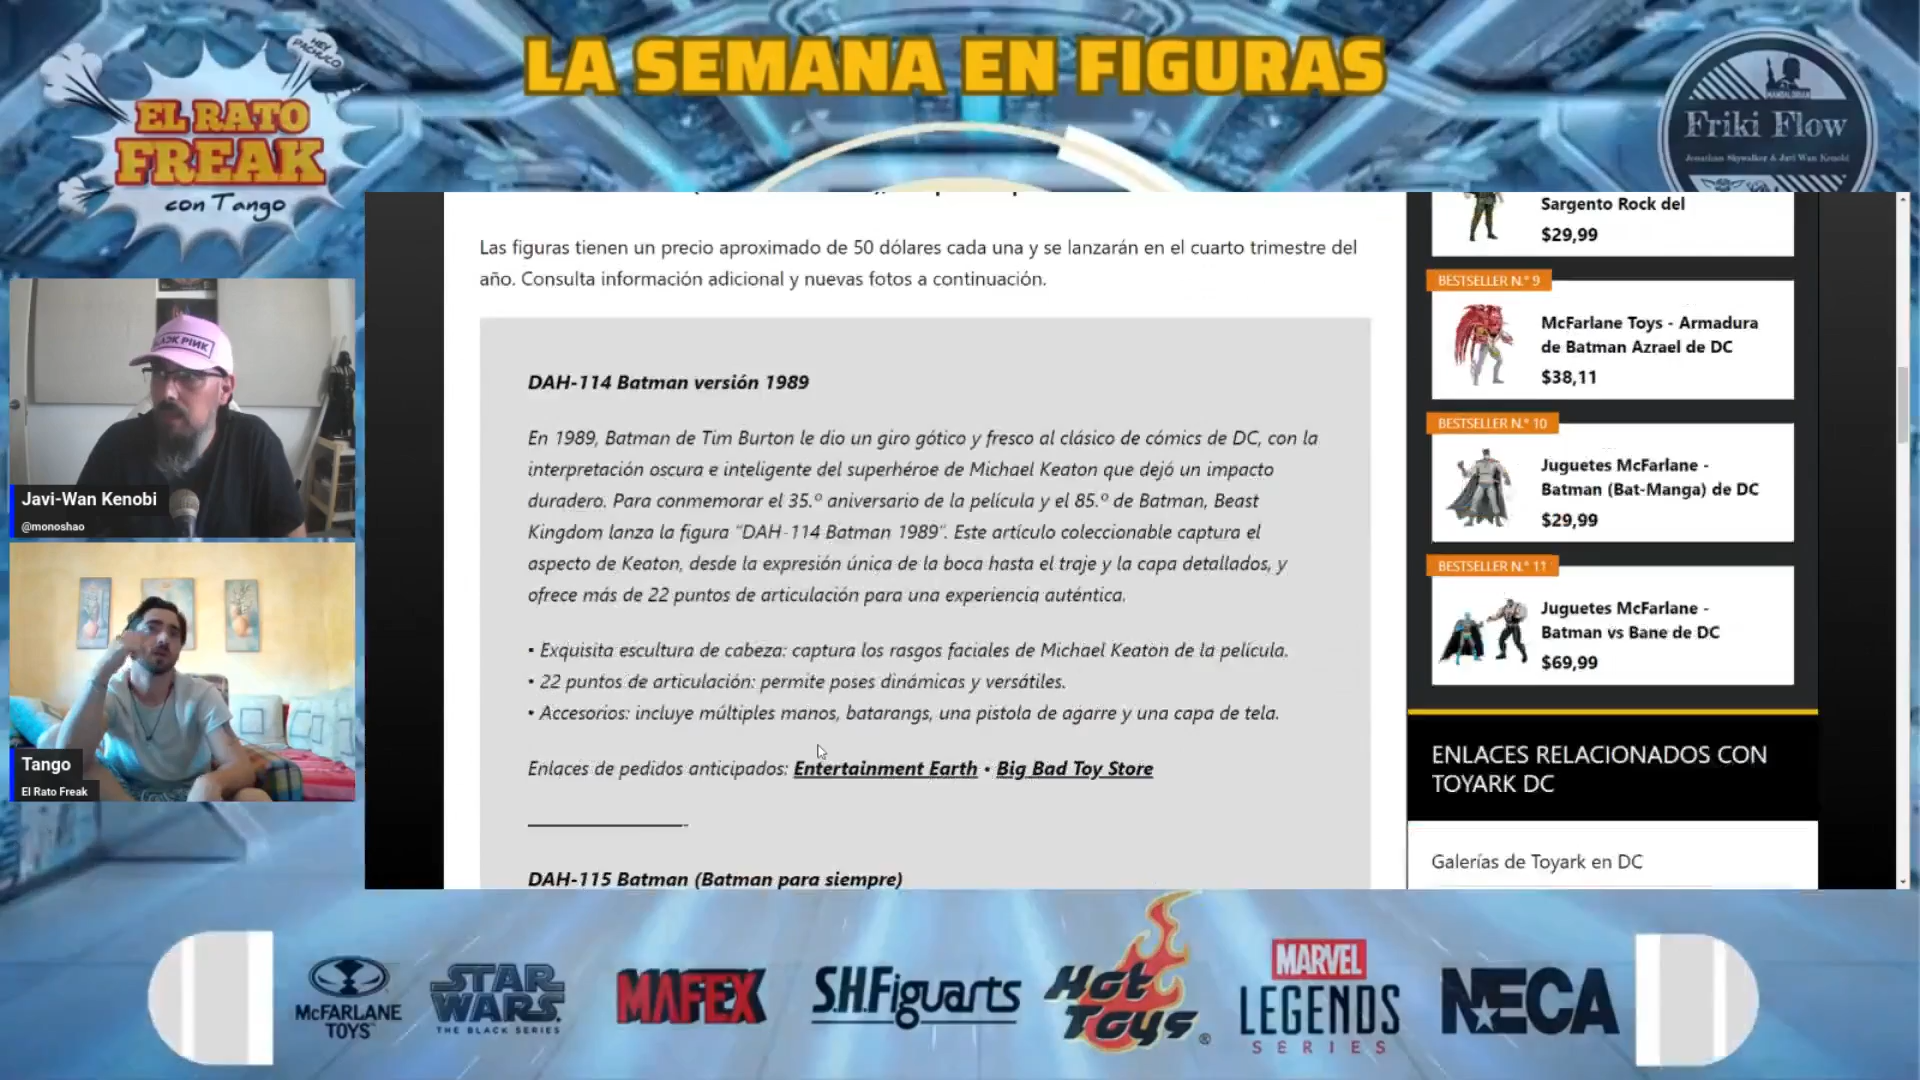 LA SEMANA EN FIGURAS
HEY PACHUCO
EL RATO
FREAK
con Tango
MANDALORIAN
Friki Flow
Jonathan Skywalker & Javi Wan Kenobi
Las figuras tienen un precio aproximado de 50 dólares cada una y se lanzarán en el cuarto trimestre del
año. Consulta información adicional y nuevas fotos a continuación.
DAH-114 Batman versión 1989
En 1989, Batman de Tim Burton le dio un giro gótico y fresco al clásico de cómics de DC, con la
interpretación oscura e inteligente del superhéroe de Michael Keaton que dejó un impacto
duradero. Para conmemorar el 35.º aniversario de la película y el 85.º de Batman, Beast
Kingdom lanza la figura "DAH-114 Batman 1989". Este artículo coleccionable captura el
aspecto de Keaton, desde la expresión única de la boca hasta el traje y la capa detallados, y
ofrece más de 22 puntos de articulación para una experiencia auténtica.
• Exquisita escultura de cabeza: captura los rasgos faciales de Michael Keaton de la película.
• 22 puntos de articulación: permite poses dinámicas y versátiles.
• Accesorios: incluye múltiples manos, batarangs, una pistola de agarre y una capa de tela.
Enlaces de pedidos anticipados: Entertainment Earth • Big Bad Toy Store
DAH-115 Batman (Batman para siempre)
Sargento Rock del
$29,99
BESTSELLER N.º 9
McFarlane Toys - Armadura
de Batman Azrael de DC
$38,11
BESTSELLER N.º 10
Juguetes McFarlane -
Batman (Bat-Manga) de DC
$29,99
BESTSELLER N.º 11
Juguetes McFarlane -
Batman vs Bane de DC
$69,99
ENLACES RELACIONADOS CON
TOYARK DC
Galerías de Toyark en DC
BLACK PINK
Javi-Wan Kenobi
@monoshao
Tango
El Rato Freak
McFARLANE
TOYS
STAR
WARS
THE BLACK SERIES
MAFEX
S.H.Figuarts
Hot
Toys
MARVEL
LEGENDS
SERIES
NECA